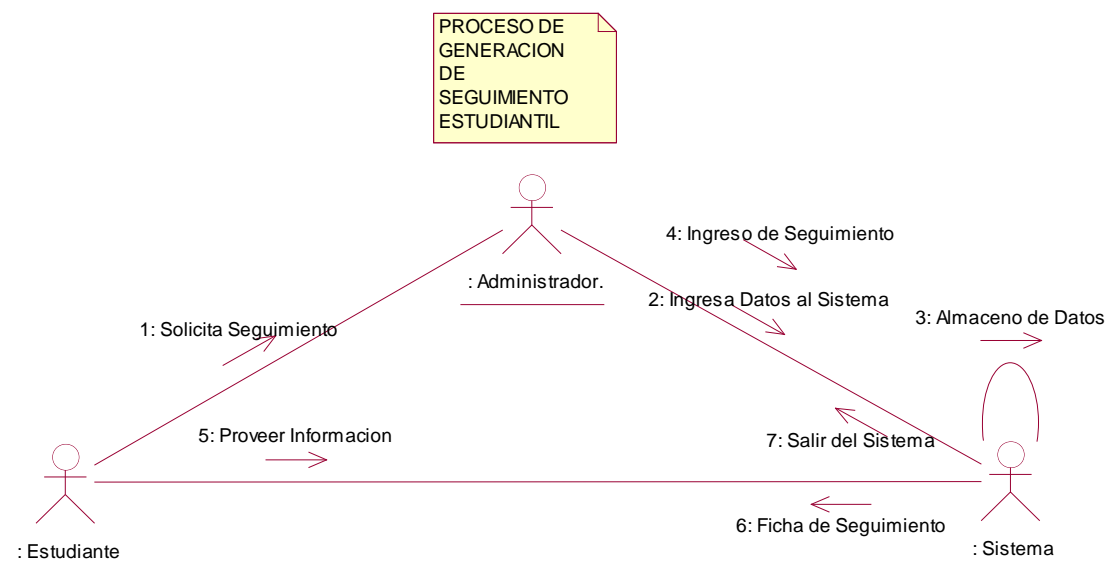 PROCESO DE
GENERACION
DE
SEGUIMIENTO
ESTUDIANTIL
4: Ingreso de Seguimiento
: Administrador.
2: Ingresa Datos al Sistema
3: Almaceno de Datos
1: Solicita Seguimiento
5: Proveer Informacion
7: Salir del Sistema
6: Ficha de Seguimiento
: Estudiante
: Sistema